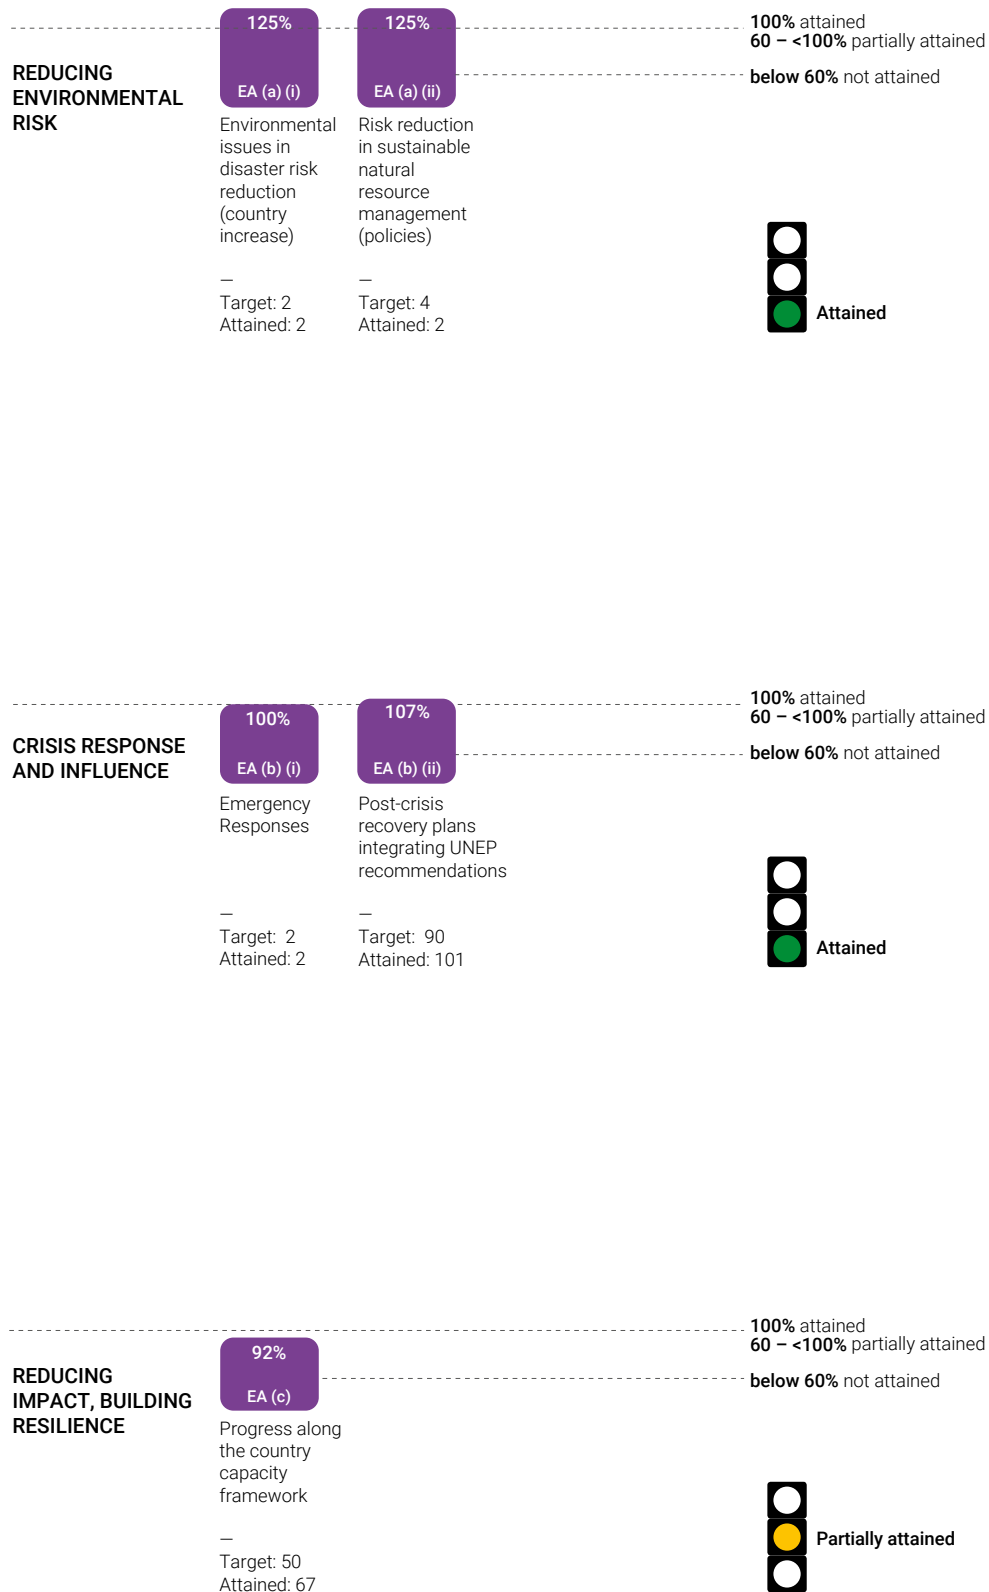 125%
125%
100% attained
60 – <100% partially attained
REDUCING
ENVIRONMENTAL
RISK
below 60% not attained
EA (a) (i)
EA (a) (ii)
Environmental
issues in
disaster risk
reduction
(country
increase)
—
Target: 2
Attained: 2
Risk reduction
in sustainable
natural
resource
management
(policies)
—
Target: 4
Attained: 2
Attained
100% attained
60 – <100% partially attained
100%
107%
CRISIS RESPONSE
AND INFLUENCE
below 60% not attained
EA (b) (i)
EA (b) (ii)
Emergency
Responses
—
Target: 2
Attained: 2
Post-crisis
recovery plans
integrating UNEP
recommendations
—
Target: 90
Attained: 101
Attained
100% attained
60 – <100% partially attained
92%
REDUCING
IMPACT, BUILDING
RESILIENCE
below 60% not attained
EA (c)
Progress along
the country
capacity
framework
—
Target: 50
Attained: 67
Partially attained